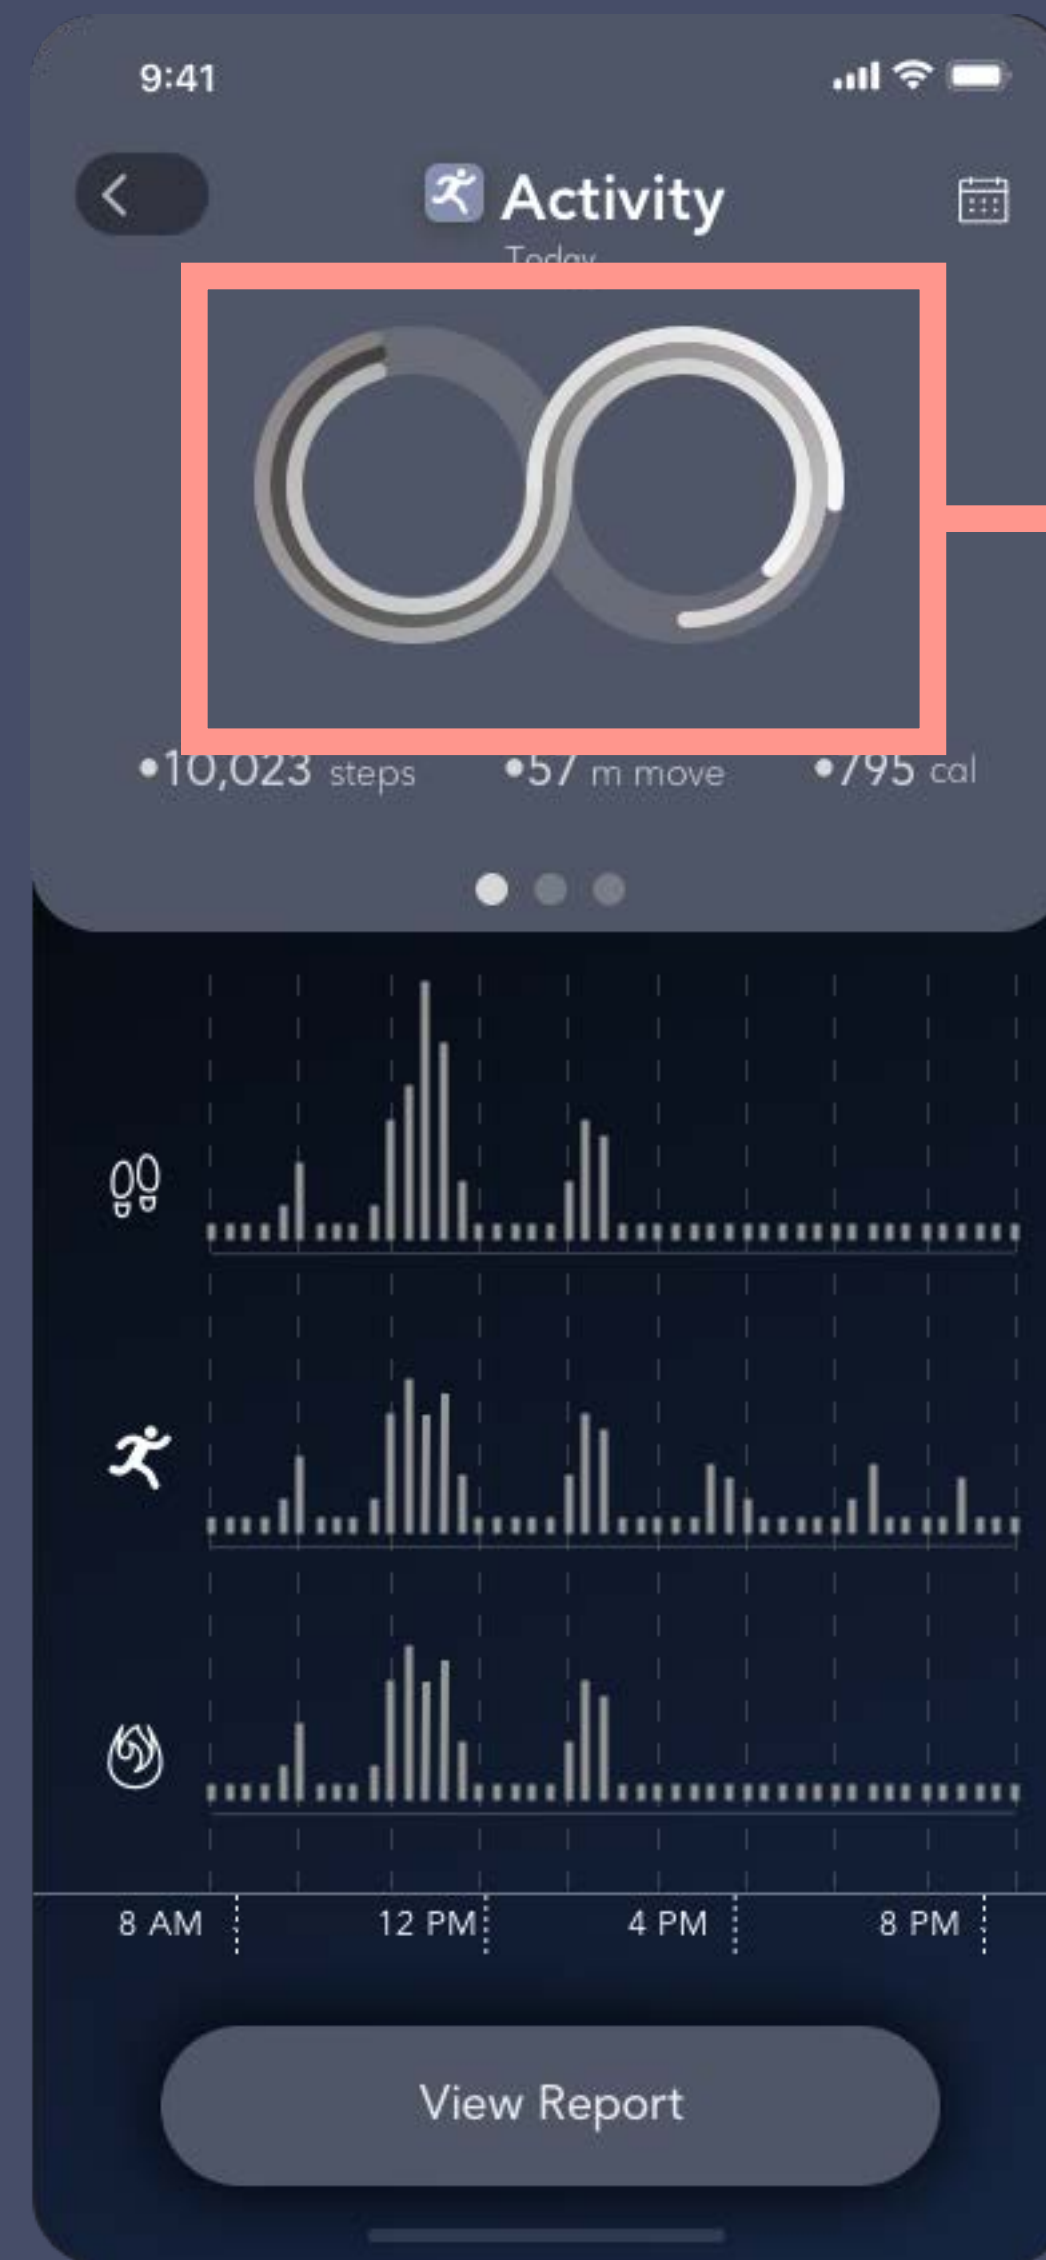 9:41
Activity
Today
•10,023 steps •57 m move •795 cal
8 AM 12 PM 4 PM 8 PM
View Report